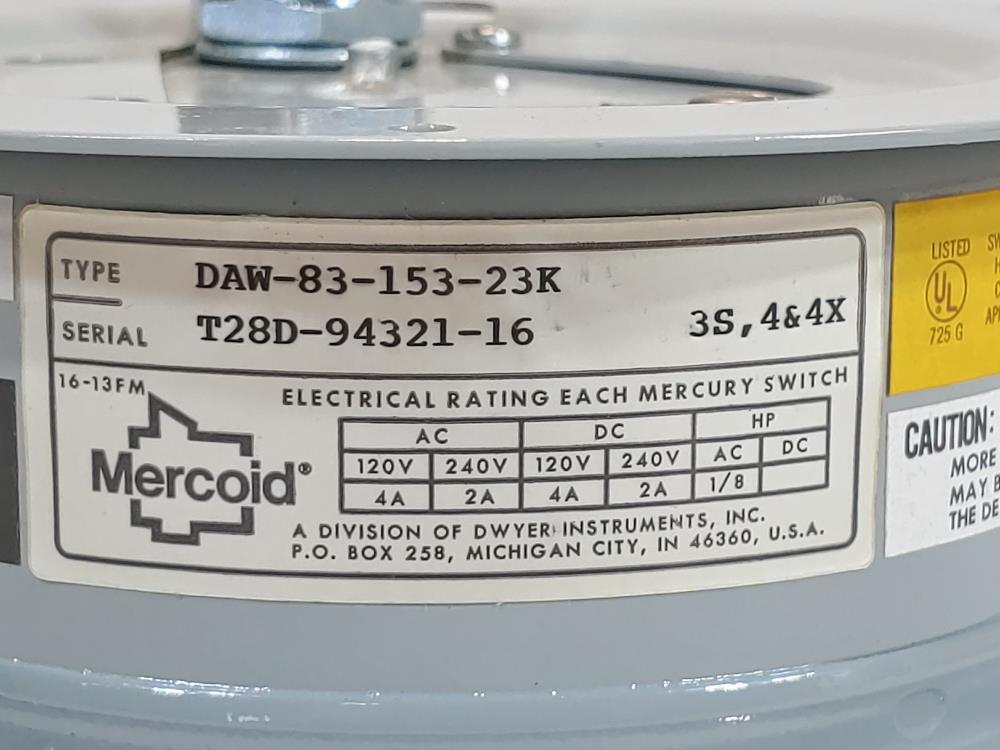 TYPE DAW-83-153-23K
SERIAL T28D-94321-16 3S,4&4X
16-13FM
ELECTRICAL RATING EACH MERCURY SWITCH
AC DC HP
120V 240V 120V 240V AC DC
4A 2A 4A 2A 1/8
Mercoid®
A DIVISION OF DWYER INSTRUMENTS, INC.
P.O. BOX 258, MICHIGAN CITY, IN 46360, U.S.A.
LISTED
UL
725 G
CAUTION:
MORE
MAY
THE